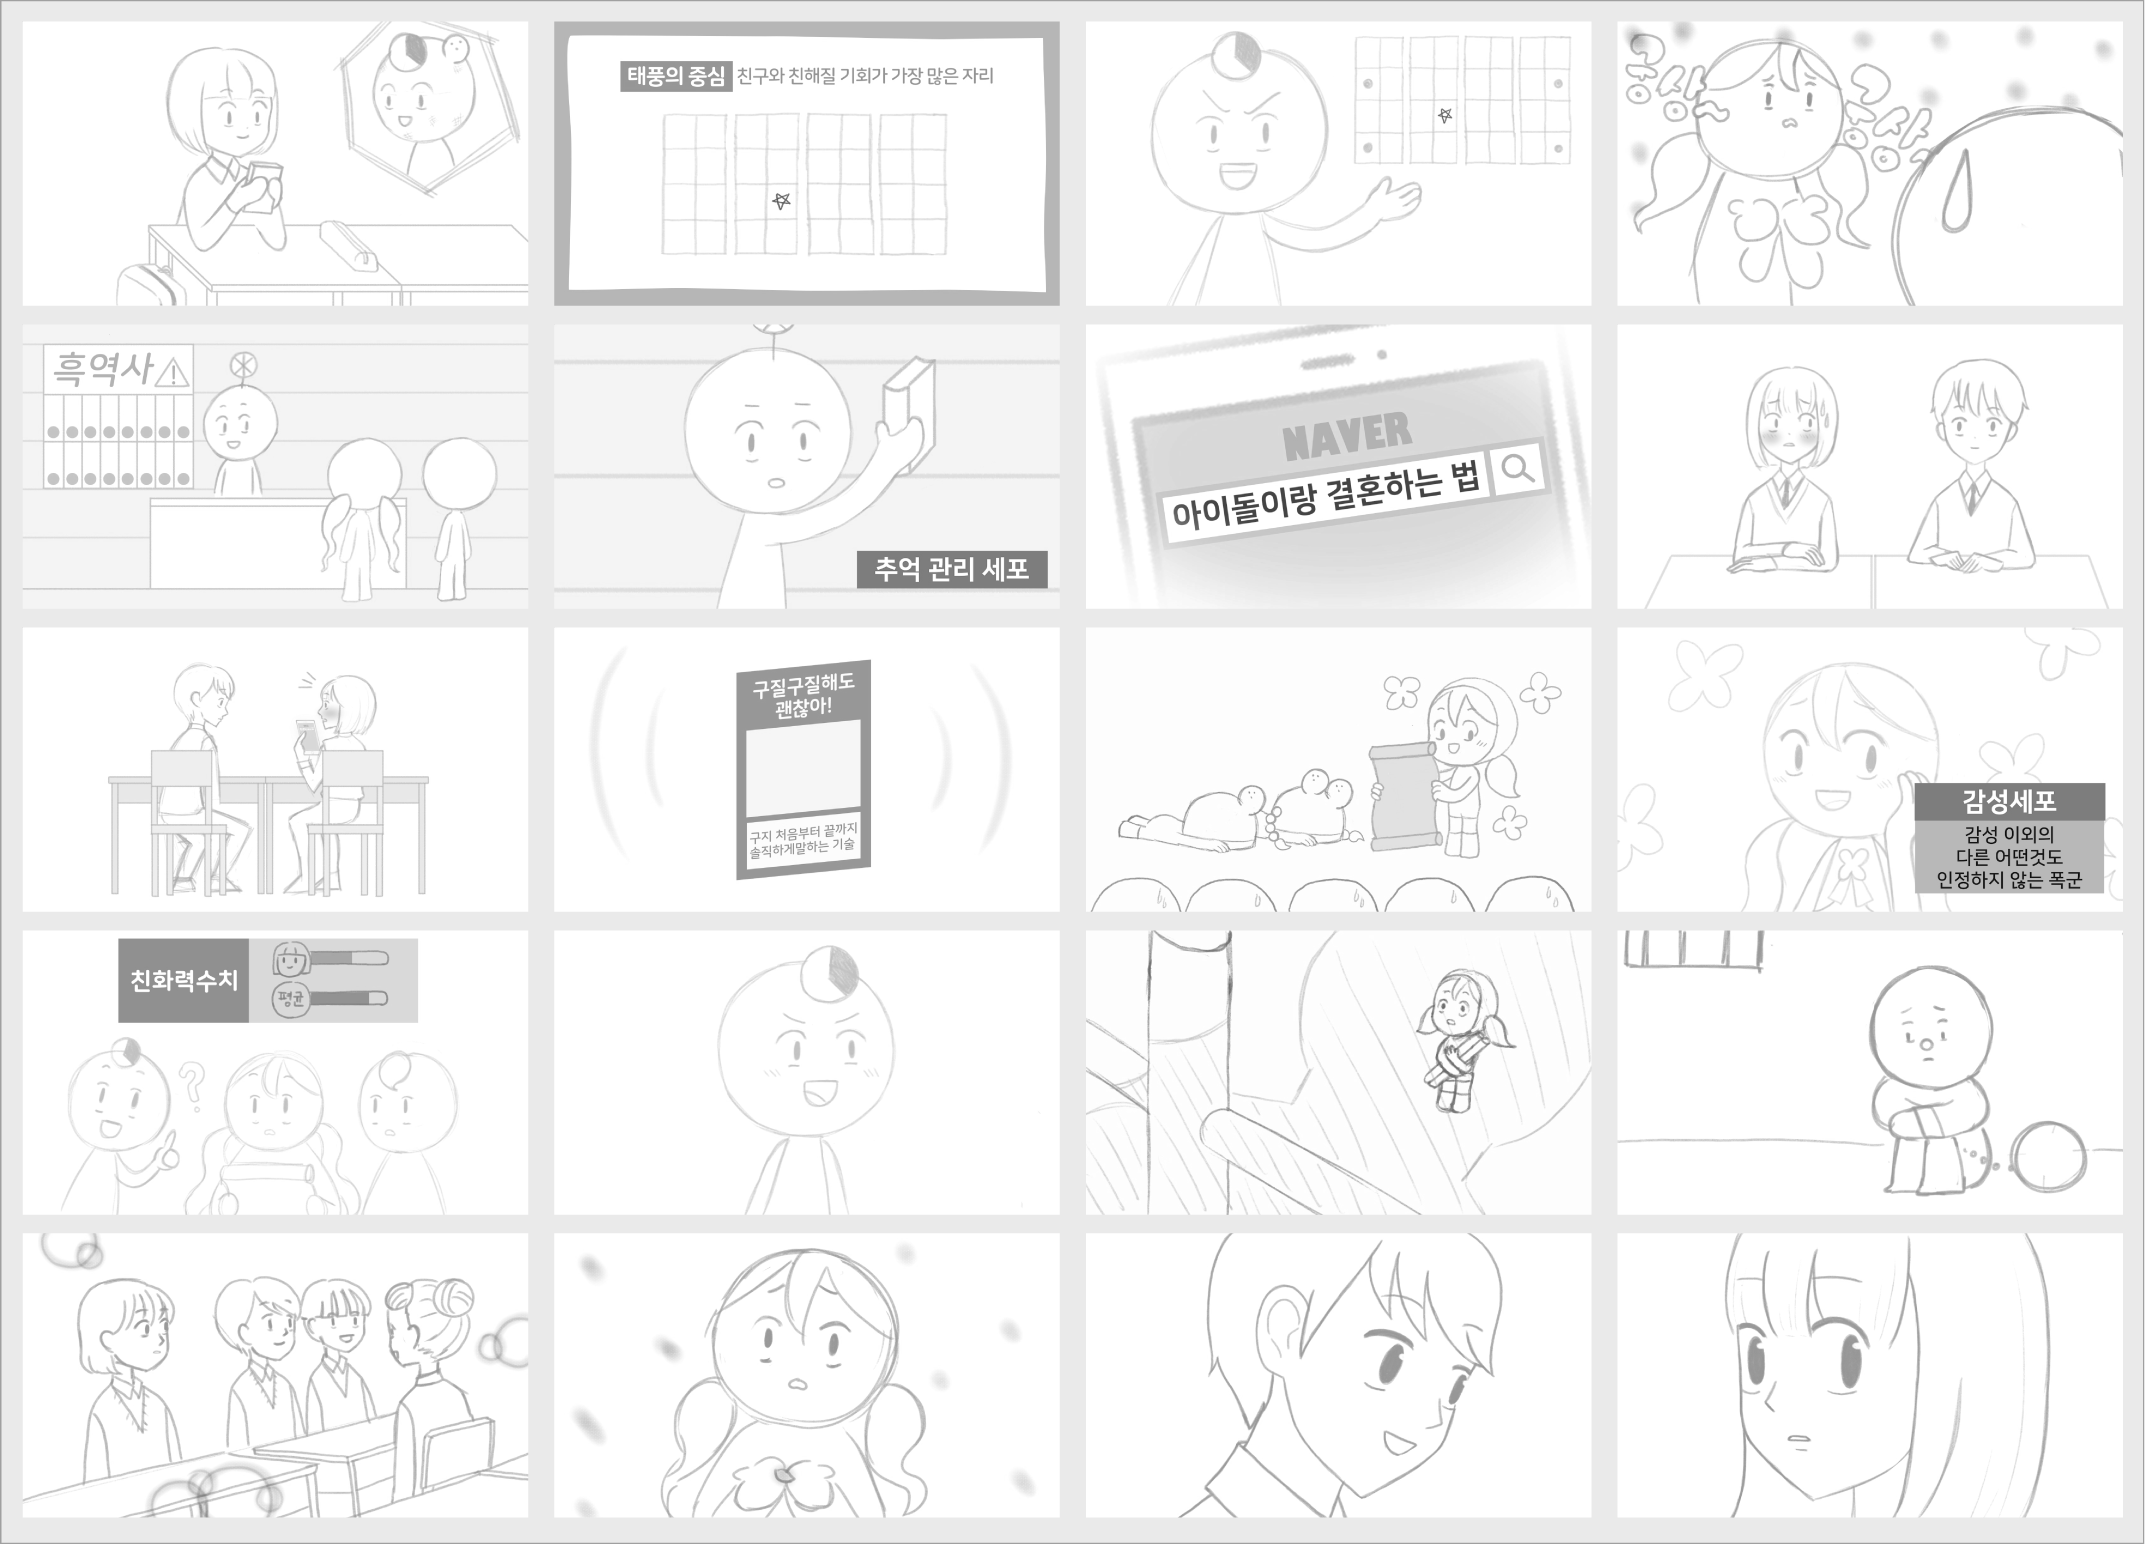 태풍의 중심 친구와 친해질 기회가 가장 많은 자리
궁상~
궁상
흑역사
추억 관리 세포
NAVER
아이돌이랑 결혼하는 법
구질구질해도
괜찮아!
구지 처음부터 끝까지
솔직하게말하는 기술
감성세포
감성 이외의
다른 어떤것도
인정하지 않는 폭군
친화력수치
평균
?